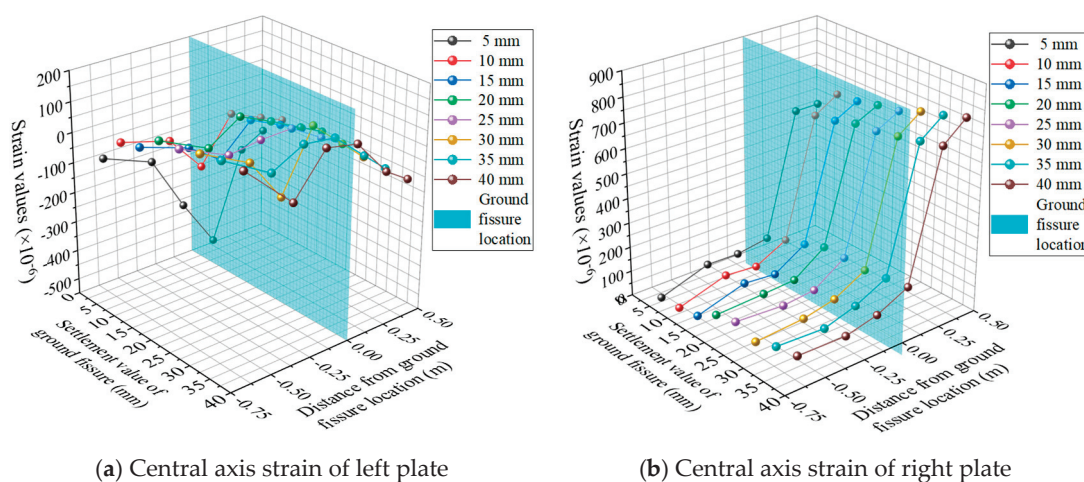 200
100
0
-100
-200
-300
-400
-500
Strain values (×10⁻⁶)
0
5
10
15
20
25
30
35
40
Settlement value of
ground fissure (mm)
-0.75
-0.50
-0.25
0.00
0.25
0.50
Distance from ground
fissure location (m)
5 mm
10 mm
15 mm
20 mm
25 mm
30 mm
35 mm
40 mm
Ground
fissure
location
(a) Central axis strain of left plate
900
800
700
600
500
400
300
200
100
0
Strain values (×10⁻⁶)
0
5
10
15
20
25
30
35
40
Settlement value of
ground fissure (mm)
-0.75
-0.50
-0.25
0.00
0.25
0.50
Distance from ground
fissure location (m)
5 mm
10 mm
15 mm
20 mm
25 mm
30 mm
35 mm
40 mm
Ground
fissure
location
(b) Central axis strain of right plate